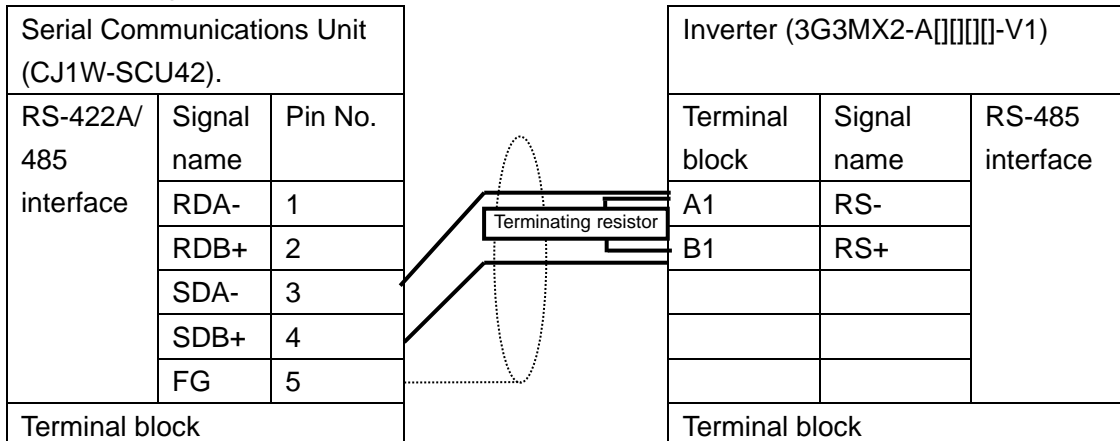 Serial Communications Unit
(CJ1W-SCU42).
RS-422A/
485
interface
Signal
name
Pin No.
RDA- 1
RDB+ 2
SDA- 3
SDB+ 4
FG 5
Terminal block
Terminating resistor
Inverter (3G3MX2-A[][][][]-V1)
Terminal
block
Signal
name
RS-485
interface
A1 RS-
B1 RS+
Terminal block